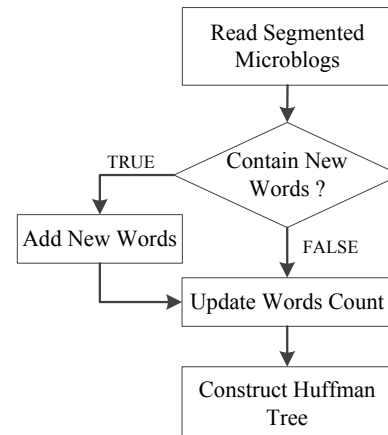 Read Segmented
Microblogs
TRUE
Contain New
Words ?
Add New Words
FALSE
Update Words Count
Construct Huffman
Tree